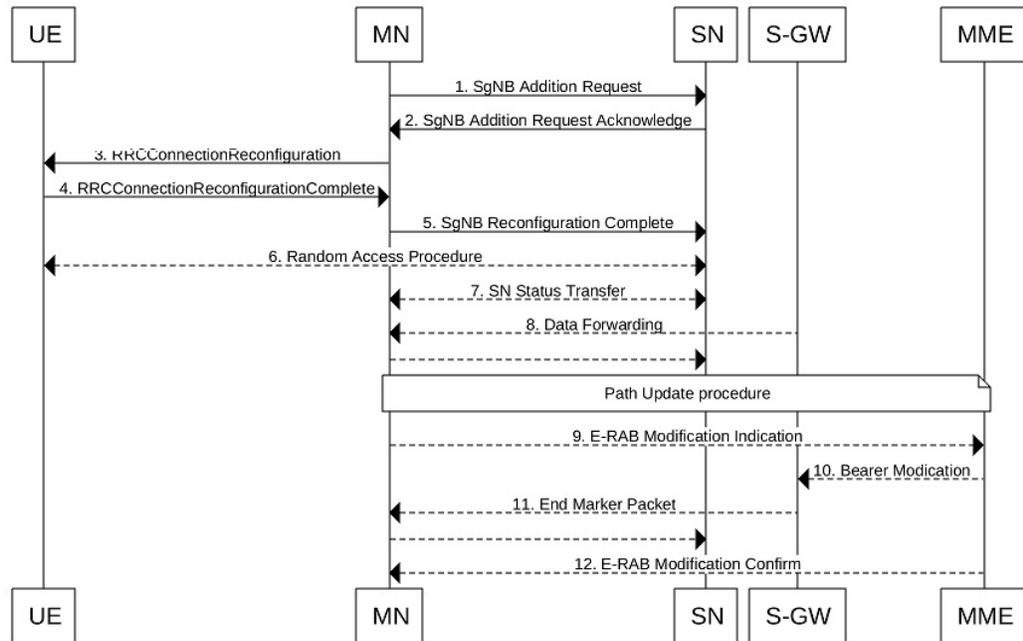 UE MN SN S-GW MME
1. SgNB Addition Request
2. SgNB Addition Request Acknowledge
3. RRCConnectionReconfiguration
4. RRCConnectionReconfigurationComplete
5. SgNB Reconfiguration Complete
6. Random Access Procedure
7. SN Status Transfer
8. Data Forwarding
Path Update procedure
9. E-RAB Modification Indication
10. Bearer Modication
11. End Marker Packet
12. E-RAB Modification Confirm
UE MN SN S-GW MME